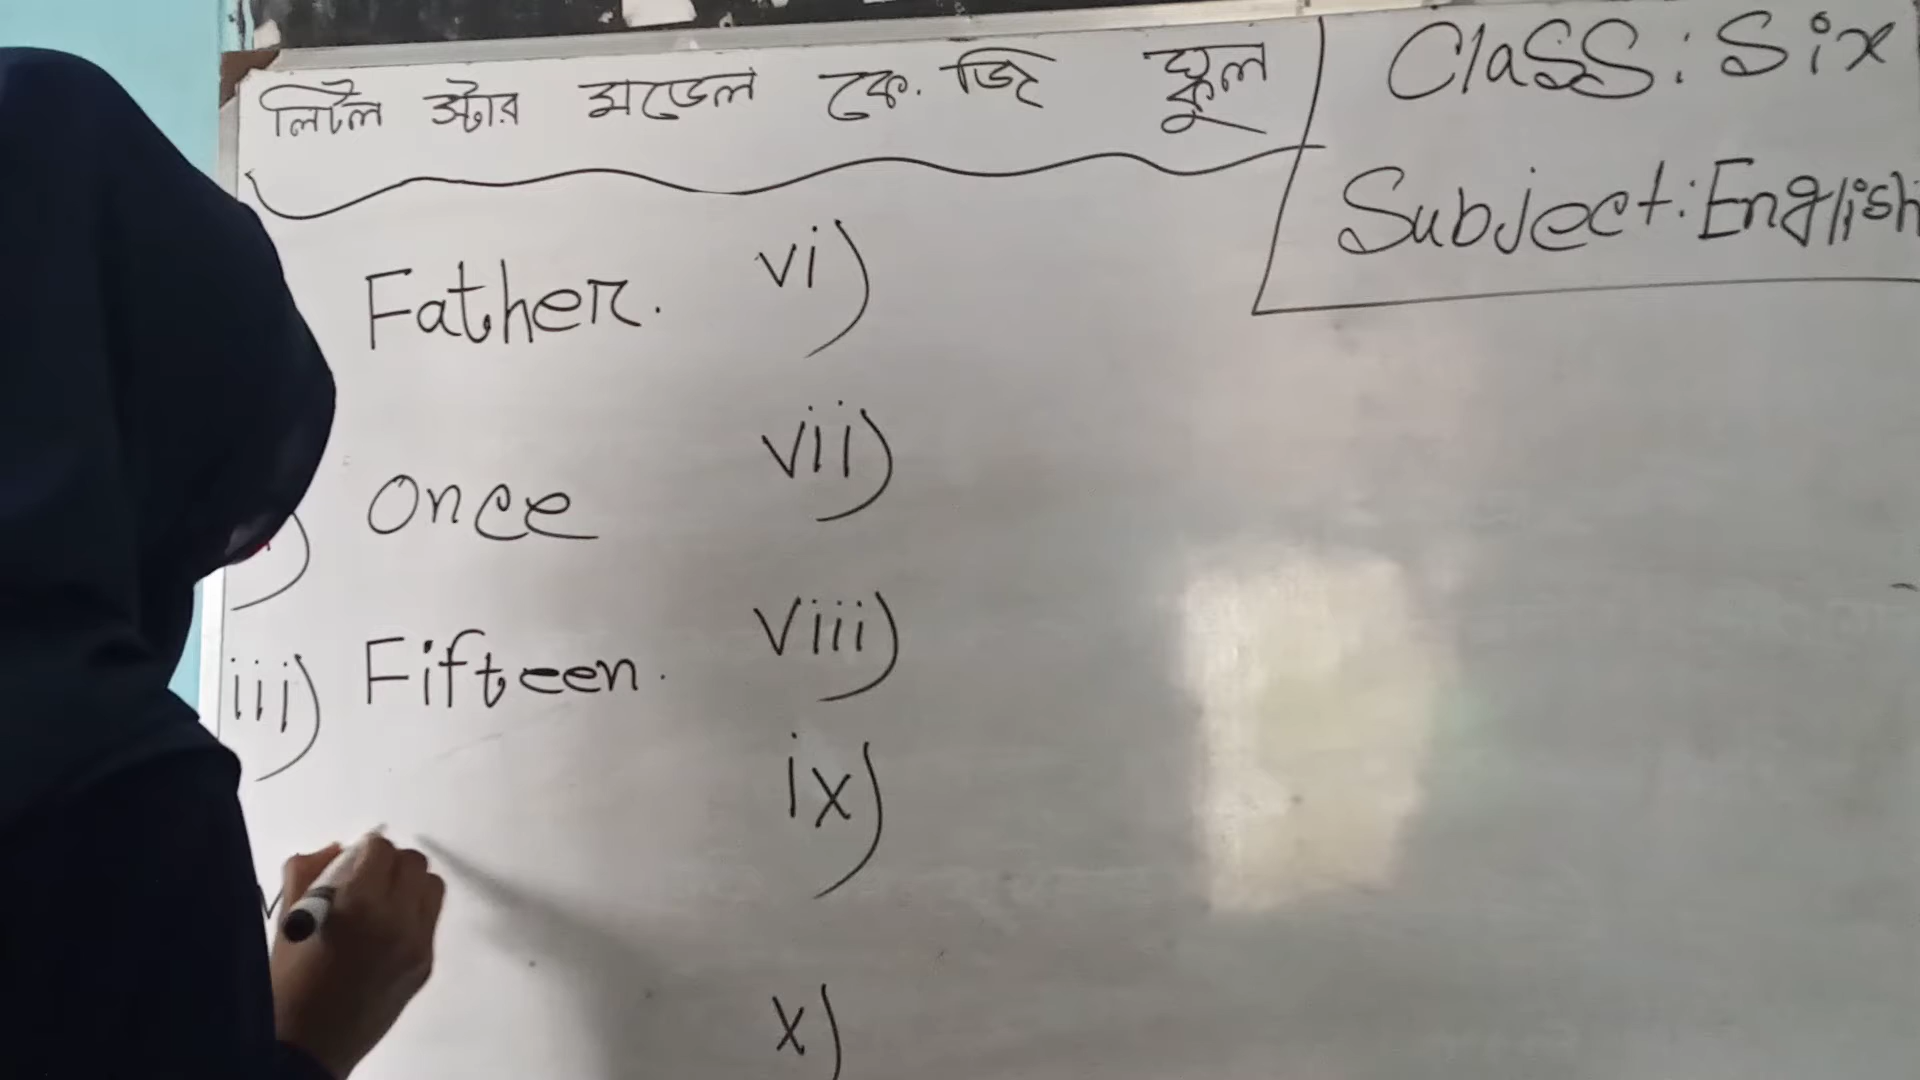 লিটল স্টার মডেল কে. জি স্কুল
Class: Six
Subject: English
Father.
Once
iii) Fifteen.
vi)
vii)
viii)
ix)
x)